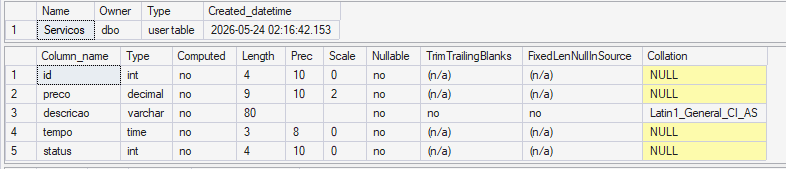 Name Owner Type Created_datetime
1 Servicos dbo user table 2026-05-24 02:16:42.153
Column_name Type Computed Length Prec Scale Nullable TrimTrailingBlanks FixedLenNullInSource Collation
1 id int no 4 10 0 no (n/a) (n/a) NULL
2 preco decimal no 9 10 2 no (n/a) (n/a) NULL
3 descricao varchar no 80 no no no Latin1_General_CI_AS
4 tempo time no 3 8 0 no (n/a) (n/a) NULL
5 status int no 4 10 0 no (n/a) (n/a) NULL